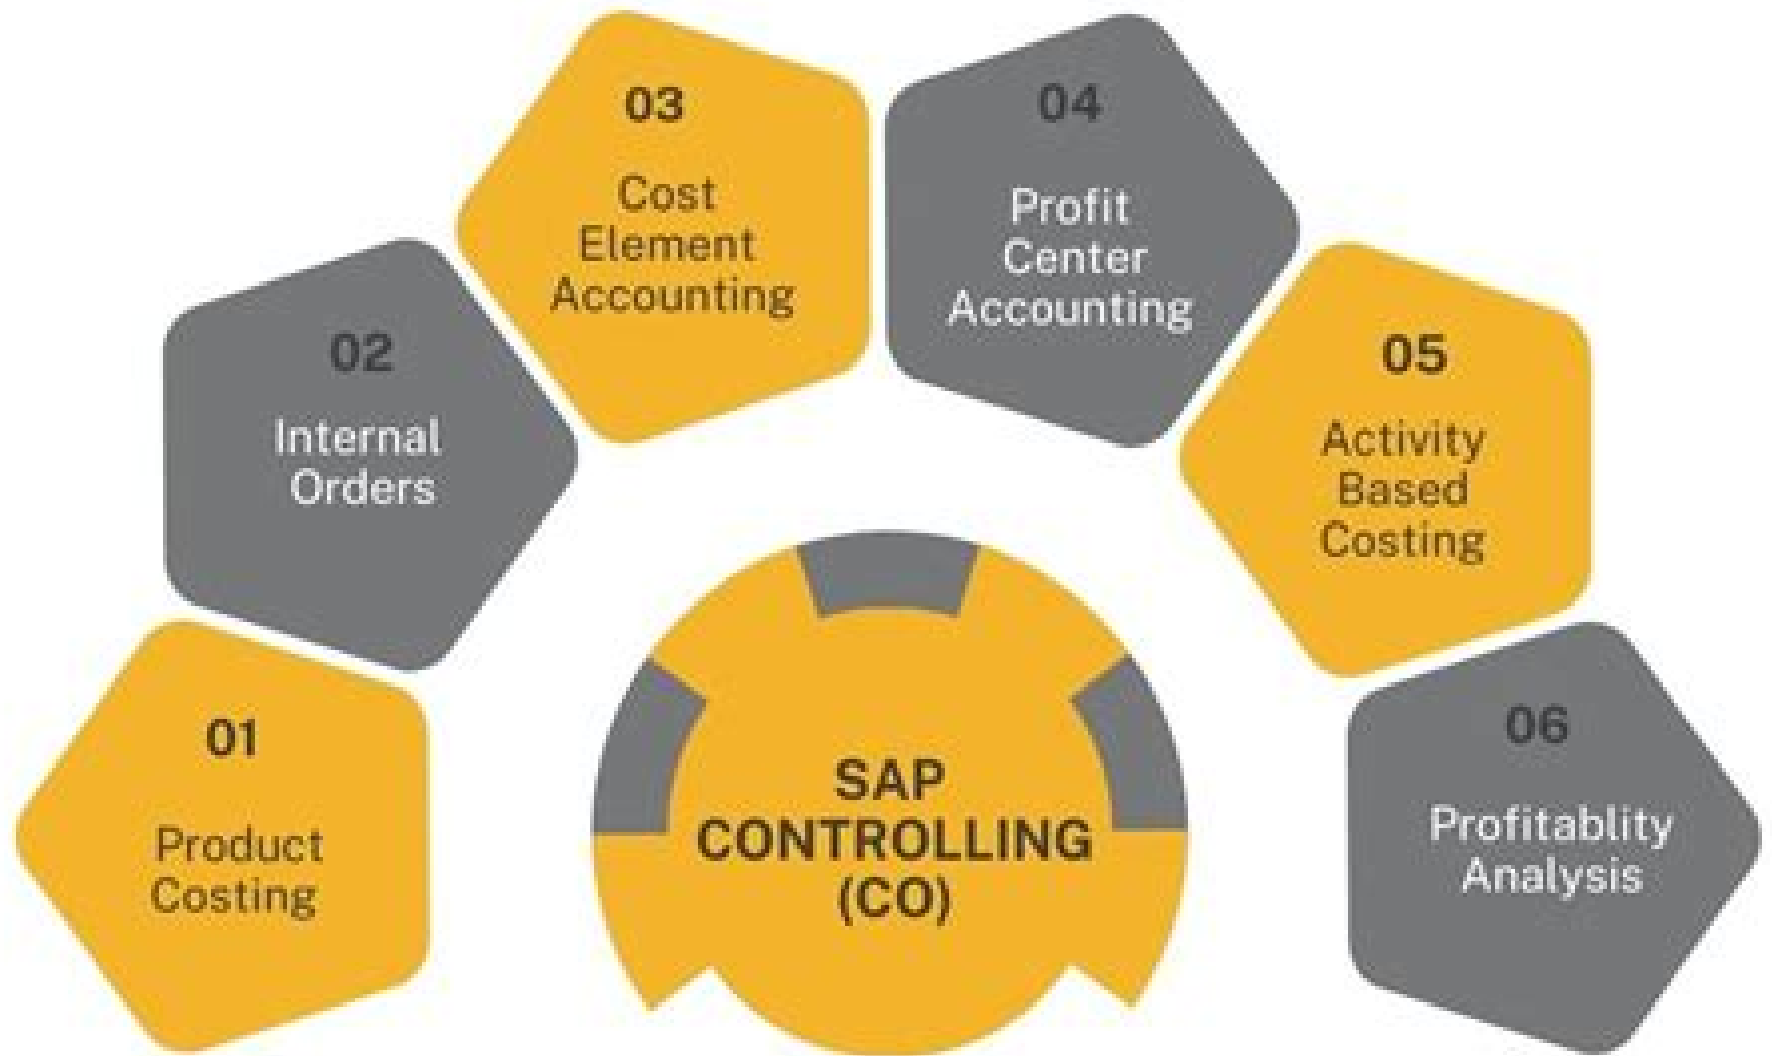 01
Product
Costing
02
Internal
Orders
03
Cost
Element
Accounting
04
Profit
Center
Accounting
05
Activity
Based
Costing
06
Profitablity
Analysis
SAP
CONTROLLING
(CO)